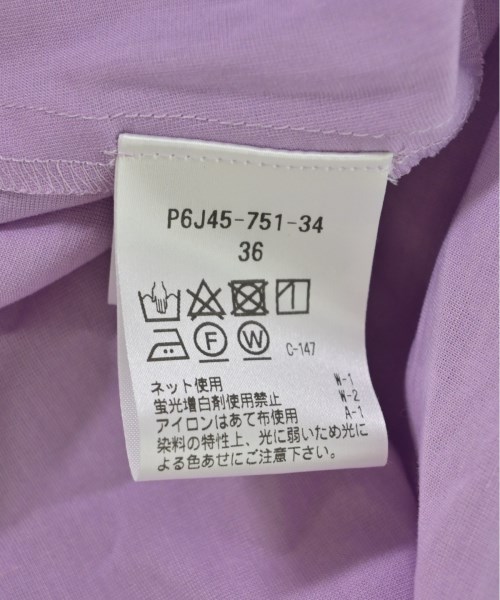 P6J45-751-34
36
F W C-147
ネット使用 W-1
蛍光増白剤使用禁止 W-2
アイロンはあて布使用 A-1
染料の特性上、光に弱いため光に
よる色あせにご注意下さい。